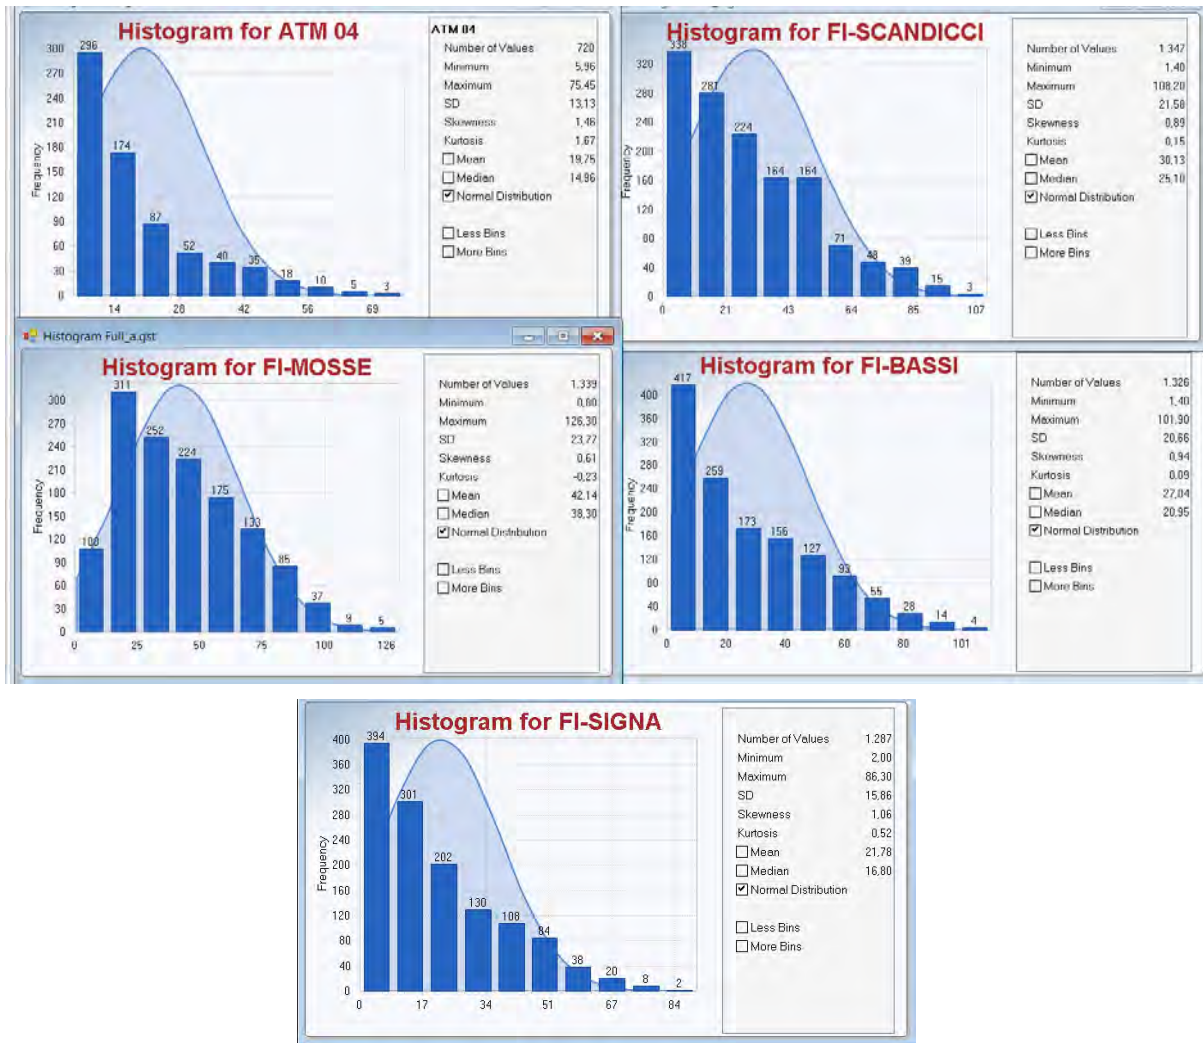 Histogram for ATM 04
Frequency
300
270
240
210
180
150
120
90
60
30
0
296
174
87
52
40
35
18
10
5
3
14
28
42
56
69
ATM 04
Number of Values 720
Minimum 5,96
Maximum 75,45
SD 13,13
Skewness 1,46
Kurtosis 1,67
Mean 19,75
Median 14,96
Normal Distribution
Less Bins
More Bins
Histogram for FI-SCANDICCI
Frequency
320
280
240
200
160
120
80
40
0
338
281
224
164
164
71
48
39
15
3
0
21
43
64
85
107
Number of Values 1.347
Minimum 1,40
Maximum 108,20
SD 21,50
Skewness 0,89
Kurtosis 0,15
Mean 30,13
Median 25,10
Normal Distribution
Less Bins
More Bins
Histogram Full_a.gst
Histogram for FI-MOSSE
Frequency
300
270
240
210
180
150
120
90
60
30
0
311
252
224
175
133
85
37
9
5
0
25
50
75
100
126
Number of Values 1.339
Minimum 0,80
Maximum 126,30
SD 23,77
Skewness 0,61
Kurtosis -0,23
Mean 42,14
Median 38,30
Normal Distribution
Less Bins
More Bins
Histogram for FI-BASSI
Frequency
400
360
320
280
240
200
160
120
80
40
0
417
259
173
156
127
93
55
28
14
4
0
20
40
60
80
101
Number of Values 1.326
Minimum 1,40
Maximum 101,90
SD 20,66
Skewness 0,94
Kurtosis 0,09
Mean 27,04
Median 20,95
Normal Distribution
Less Bins
More Bins
Histogram for FI-SIGNA
Frequency
400
360
320
280
240
200
160
120
80
40
0
394
301
202
130
108
84
38
20
8
2
0
17
34
51
67
84
Number of Values 1.287
Minimum 2,00
Maximum 86,30
SD 15,86
Skewness 1,06
Kurtosis 0,52
Mean 21,78
Median 16,80
Normal Distribution
Less Bins
More Bins